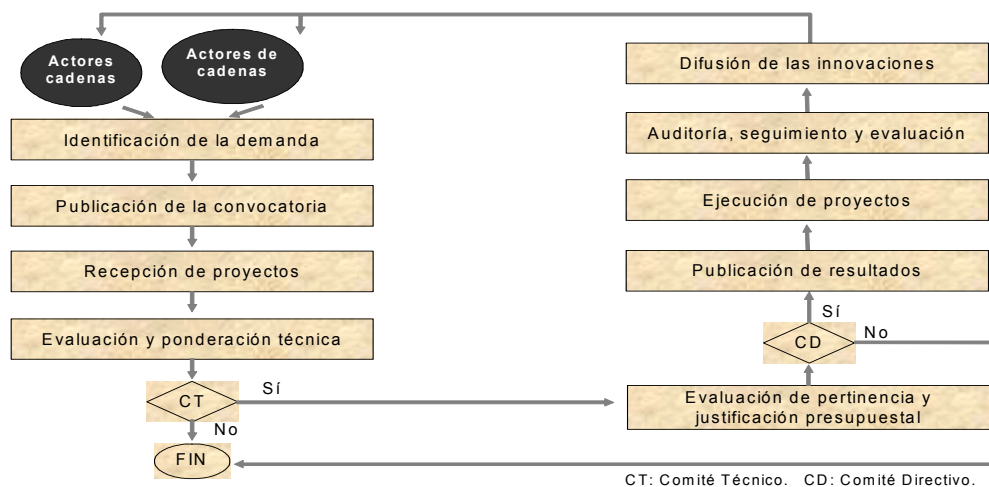 Actores
cadenas
Actores de
cadenas
Identificación de la demanda
Publicación de la convocatoria
Recepción de proyectos
Evaluación y ponderación técnica
CT
Sí
No
FIN
Difusión de las innovaciones
Auditoría, seguimiento y evaluación
Ejecución de proyectos
Publicación de resultados
Sí
CD
No
Evaluación de pertinencia y
justificación presupuestal
CT: Comité Técnico. CD: Comité Directivo.